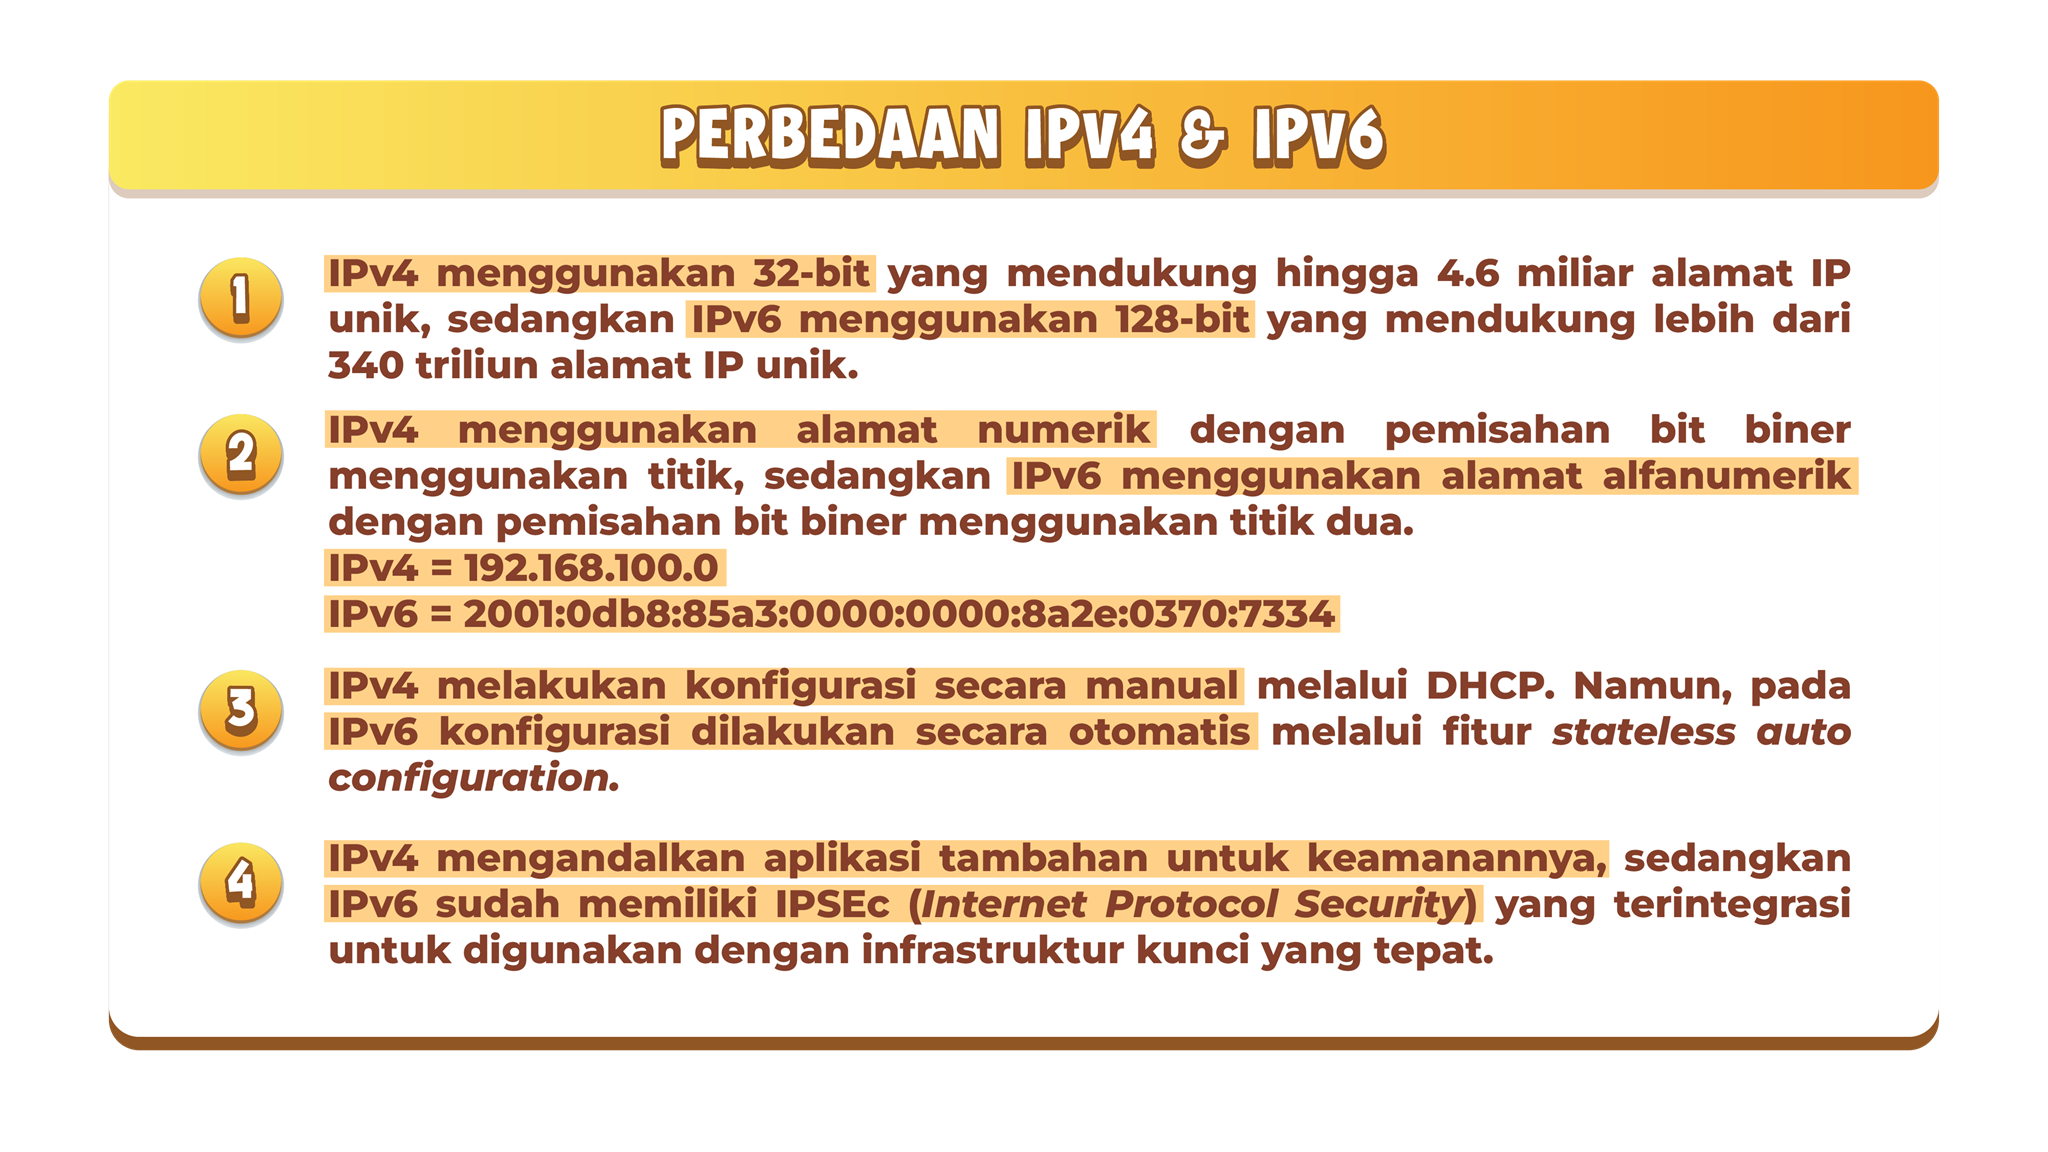 PERBEDAAN IPV4 & IPV6
1
IPv4 menggunakan 32-bit yang mendukung hingga 4.6 miliar alamat IP
unik, sedangkan IPv6 menggunakan 128-bit yang mendukung lebih dari
340 triliun alamat IP unik.
2
IPv4 menggunakan alamat numerik dengan pemisahan bit biner
menggunakan titik, sedangkan IPv6 menggunakan alamat alfanumerik
dengan pemisahan bit biner menggunakan titik dua.
IPv4 = 192.168.100.0
IPv6 = 2001:0db8:85a3:0000:0000:8a2e:0370:7334
3
IPv4 melakukan konfigurasi secara manual melalui DHCP. Namun, pada
IPv6 konfigurasi dilakukan secara otomatis melalui fitur stateless auto
configuration.
4
IPv4 mengandalkan aplikasi tambahan untuk keamanannya, sedangkan
IPv6 sudah memiliki IPSEc (Internet Protocol Security) yang terintegrasi
untuk digunakan dengan infrastruktur kunci yang tepat.